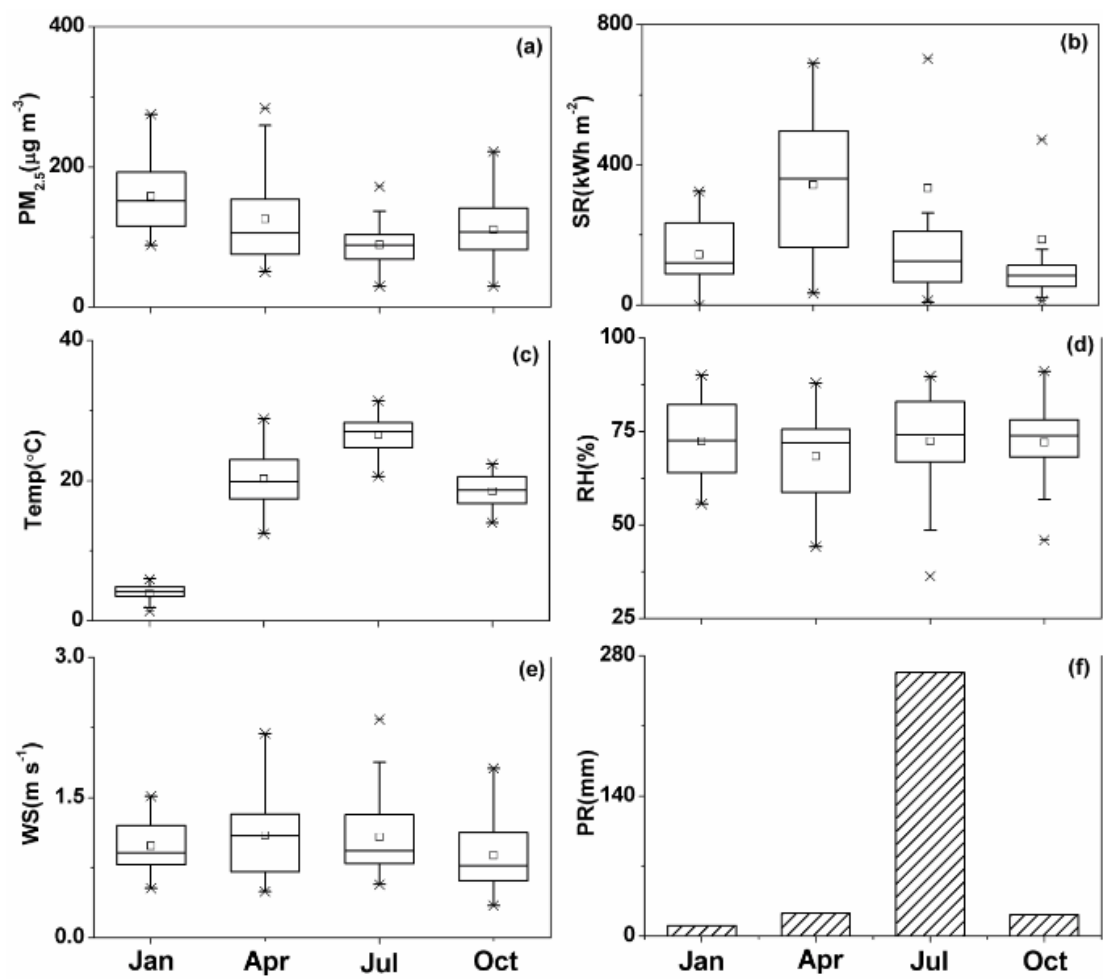 400
(a)
200
0
PM2.5(μg m-3)
800
(b)
400
0
SR(kWh m-2)
40
(c)
20
0
Temp(°C)
100
(d)
75
50
25
RH(%)
3.0
(e)
1.5
0.0
WS(m s-1)
Jan Apr Jul Oct
280
(f)
140
0
PR(mm)
Jan Apr Jul Oct